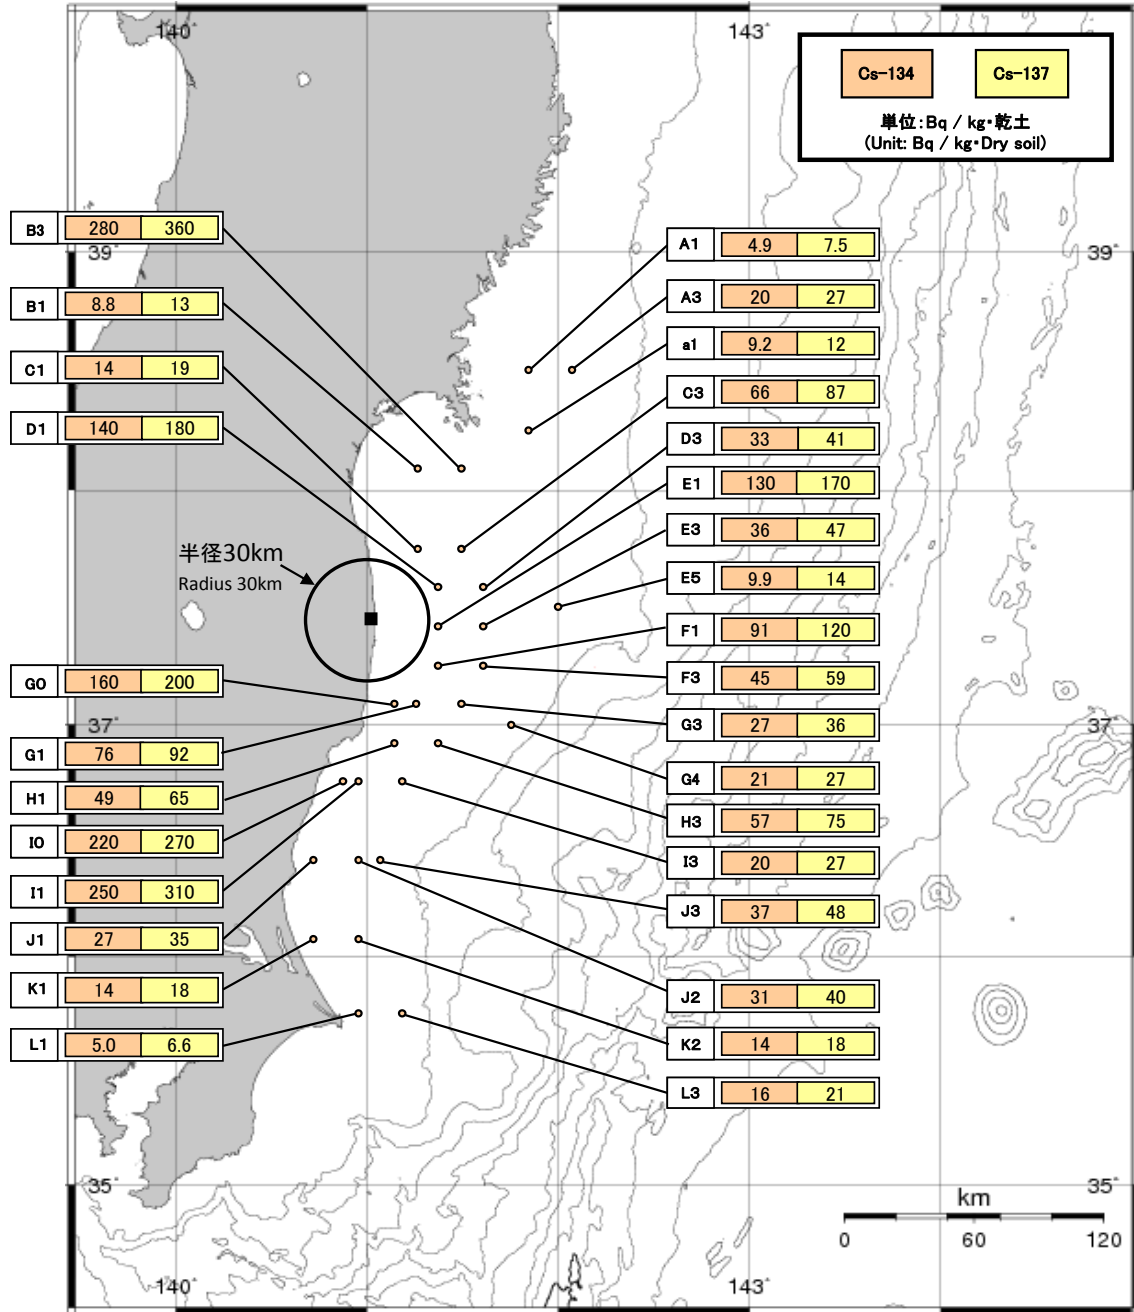 140°
143°
Cs-134 Cs-137
単位:Bq / kg・乾土
(Unit: Bq / kg・Dry soil)
39°
39°
B3 280 360
B1 8.8 13
C1 14 19
D1 140 180
A1 4.9 7.5
A3 20 27
a1 9.2 12
C3 66 87
D3 33 41
E1 130 170
E3 36 47
E5 9.9 14
F1 91 120
F3 45 59
G3 27 36
G4 21 27
H3 57 75
I3 20 27
J3 37 48
J2 31 40
K2 14 18
L3 16 21
半径30km
Radius 30km
G0 160 200
37°
37°
G1 76 92
H1 49 65
I0 220 270
I1 250 310
J1 27 35
K1 14 18
L1 5.0 6.6
35°
35°
km
0 60 120
140°
143°